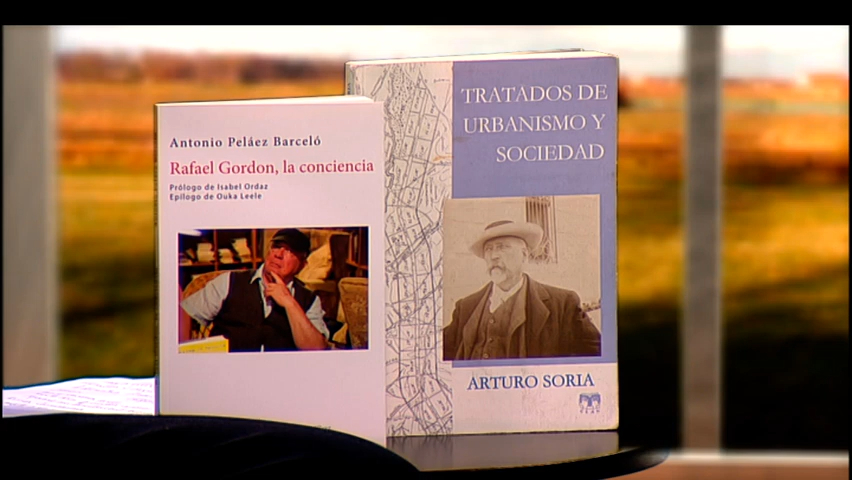 Antonio Peláez Barceló
Rafael Gordon, la conciencia
Prólogo de Isabel Ordaz
Epílogo de Ouka Leele
TRATADOS DE
URBANISMO Y
SOCIEDAD
ARTURO SORIA